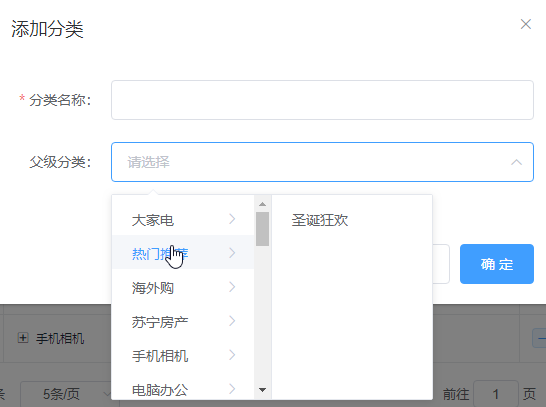 添加分类
* 分类名称:
父级分类:
请选择
大家电
热门推荐
海外购
苏宁房产
手机相机
电脑办公
圣诞狂欢
确 定
手机相机
条
5条/页
前往 1 页